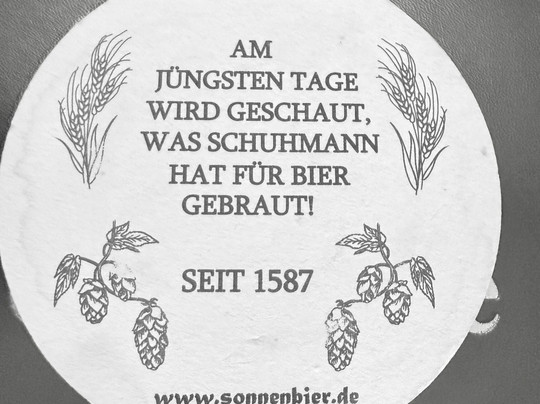 AM
JÜNGSTEN TAGE
WIRD GESCHAUT,
WAS SCHUHMANN
HAT FÜR BIER
GEBRAUT!
SEIT 1587
www.sonnenbier.de